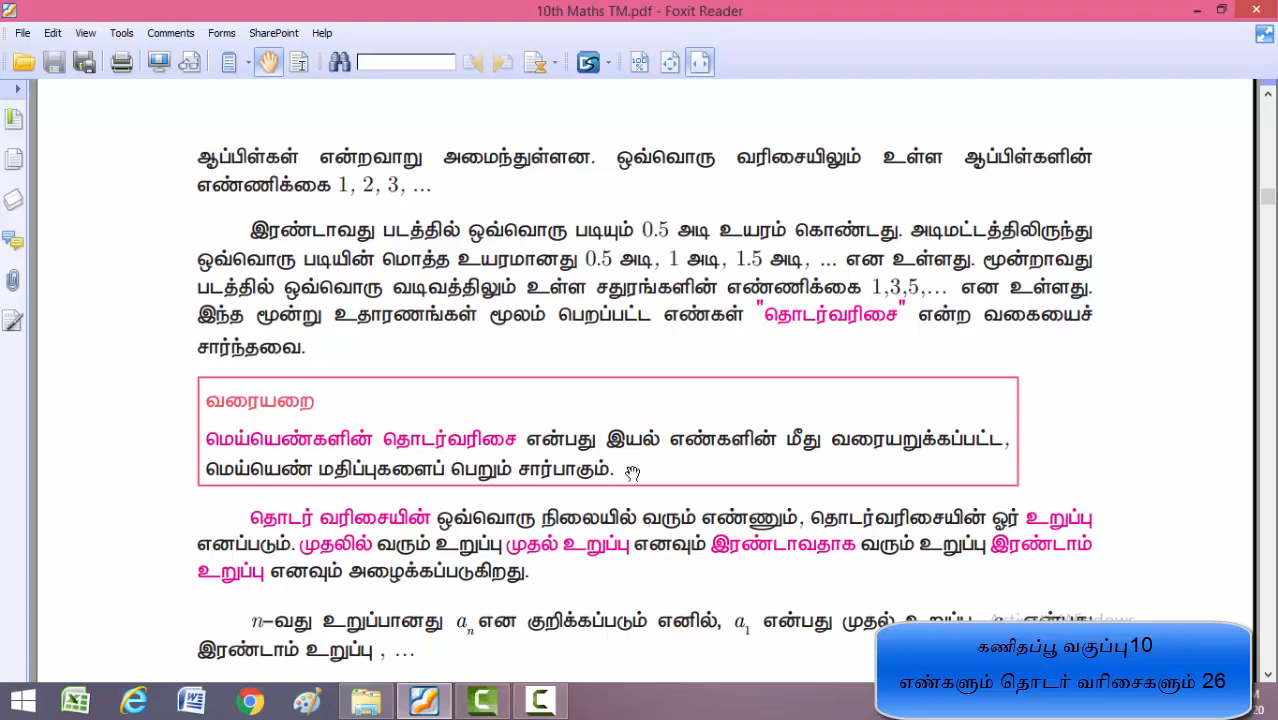 10th Maths TM.pdf - Foxit Reader
File Edit View Tools Comments Forms SharePoint Help
ஆப்பிள்கள் என்றவாறு அமைந்துள்ளன. ஒவ்வொரு வரிசையிலும் உள்ள ஆப்பிள்களின்
எண்ணிக்கை 1, 2, 3, ...
இரண்டாவது படத்தில் ஒவ்வொரு படியும் 0.5 அடி உயரம் கொண்டது. அடிமட்டத்திலிருந்து
ஒவ்வொரு படியின் மொத்த உயரமானது 0.5 அடி, 1 அடி, 1.5 அடி, ... என உள்ளது. மூன்றாவது
படத்தில் ஒவ்வொரு வடிவத்திலும் உள்ள சதுரங்களின் எண்ணிக்கை 1,3,5,... என உள்ளது.
இந்த மூன்று உதாரணங்கள் மூலம் பெறப்பட்ட எண்கள் "தொடர்வரிசை" என்ற வகையைச்
சார்ந்தவை.
வரையறை
மெய்யெண்களின் தொடர்வரிசை என்பது இயல் எண்களின் மீது வரையறுக்கப்பட்ட,
மெய்யெண் மதிப்புகளைப் பெறும் சார்பாகும்.
தொடர் வரிசையின் ஒவ்வொரு நிலையில் வரும் எண்ணும், தொடர்வரிசையின் ஓர் உறுப்பு
எனப்படும். முதலில் வரும் உறுப்பு முதல் உறுப்பு எனவும் இரண்டாவதாக வரும் உறுப்பு இரண்டாம்
உறுப்பு எனவும் அழைக்கப்படுகிறது.
n–வது உறுப்பானது aₙ என குறிக்கப்படும் எனில், a₁ என்பது முதல் உறுப்பு,
இரண்டாம் உறுப்பு , ...
கணிதப்பூ வகுப்பு10
எண்களும் தொடர் வரிசைகளும் 26